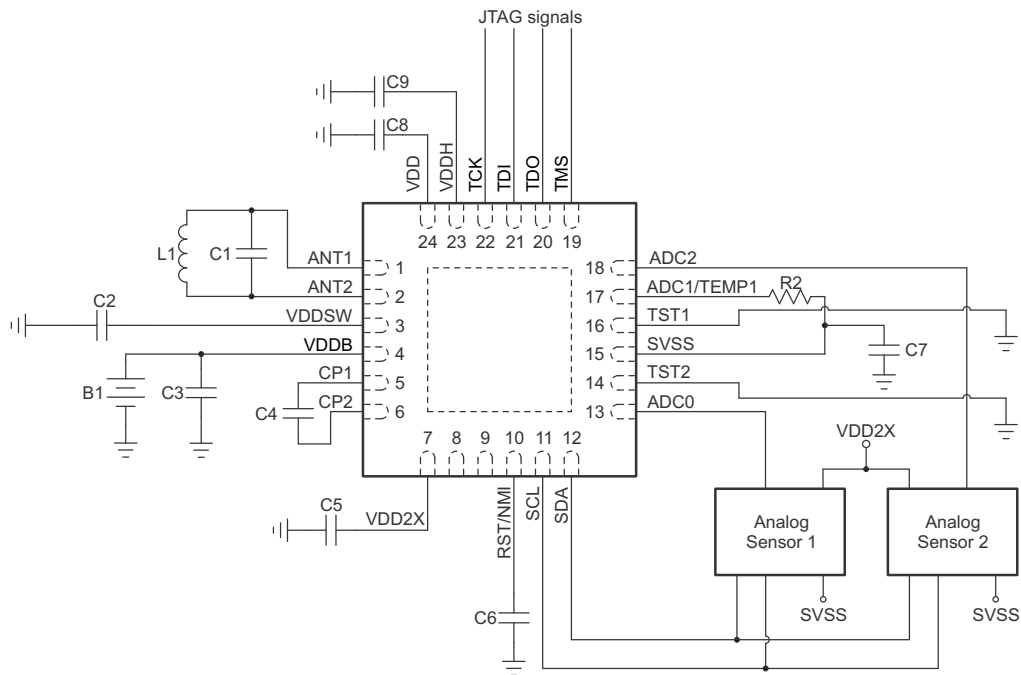 JTAG signals
C9
C8
VDD
VDDH
TCK
TDI
TDO
TMS
24 23 22 21 20 19
L1
C1
ANT1
1
ANT2
2
C2
VDDSW
3
VDDB
4
B1
C3
CP1
5
C4
CP2
6
18
ADC2
17
ADC1/TEMP1
R2
16
TST1
15
SVSS
C7
14
TST2
13
ADC0
7 8 9 10 11 12
C5
VDD2X
RST/NMI
SCL
SDA
C6
VDD2X
Analog
Sensor 1
Analog
Sensor 2
SVSS
SVSS